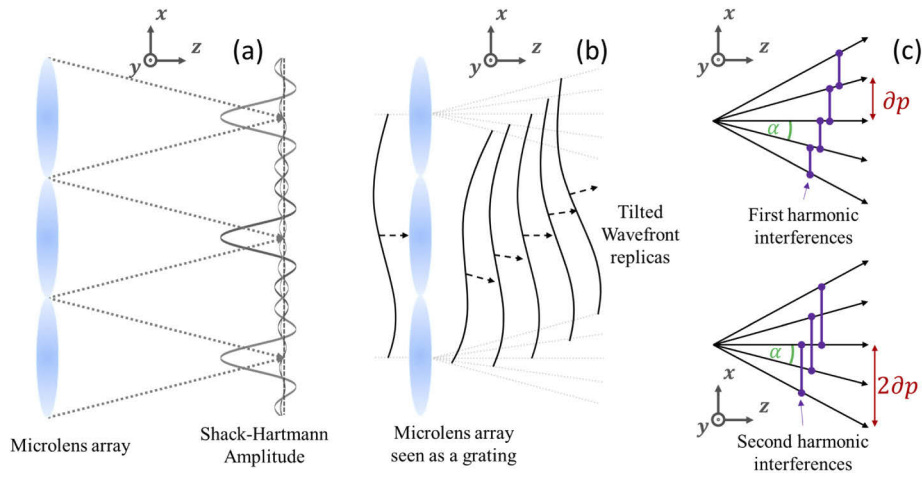 x
y
z
(a)
Microlens array
Shack-Hartmann
Amplitude
x
y
z
(b)
Tilted
Wavefront
replicas
Microlens array
seen as a grating
x
y
z
(c)
α
∂p
First harmonic
interferences
α
2∂p
x
y
z
Second harmonic
interferences